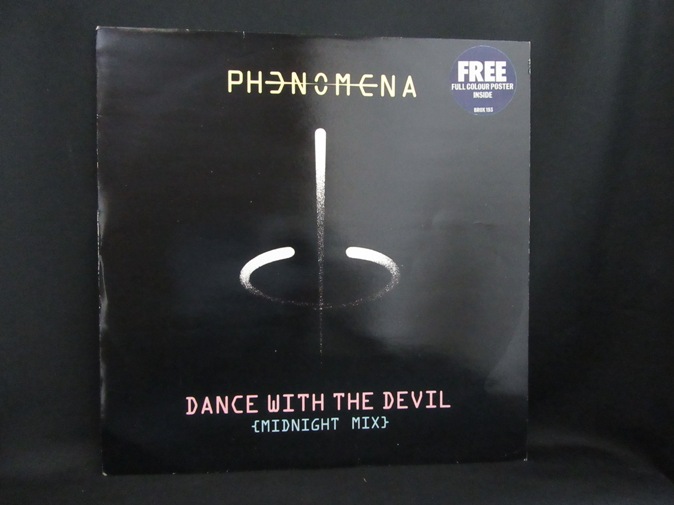 PHENOMENA
FREE
FULL COLOUR POSTER
INSIDE
DANCE WITH THE DEVIL
{MIDNIGHT MIX}